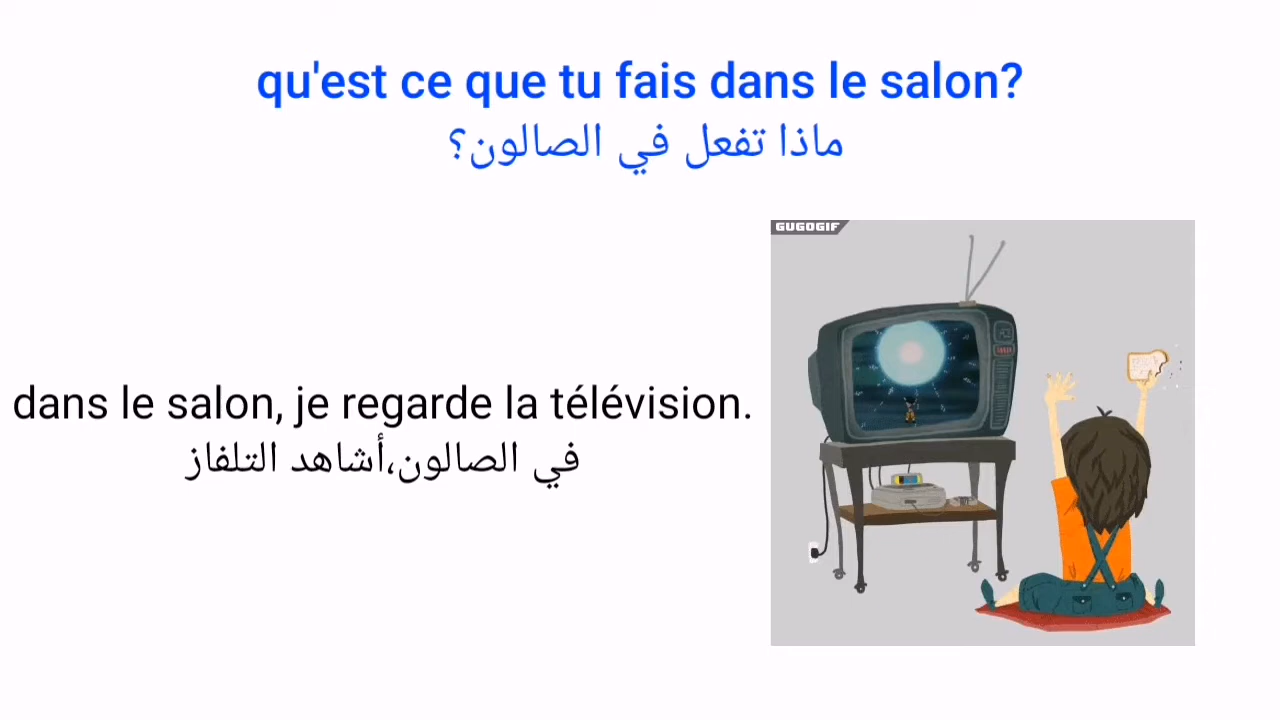 qu'est ce que tu fais dans le salon?
ماذا تفعل في الصالون؟
GUGOGIF
dans le salon, je regarde la télévision.
في الصالون،أشاهد التلفاز